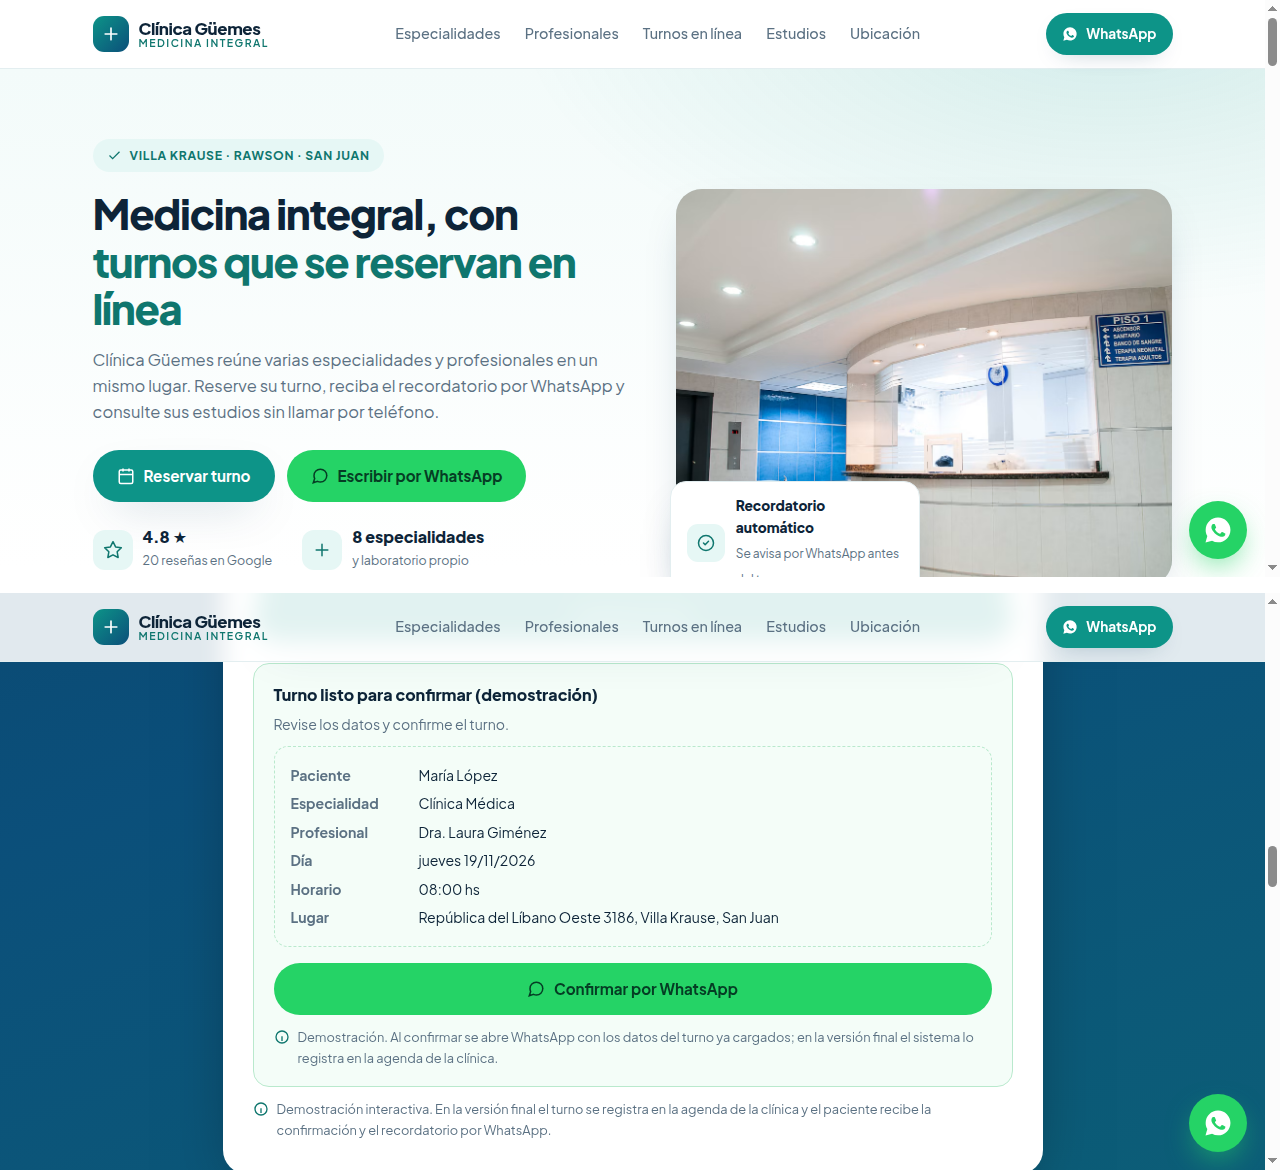 Clínica Güemes
MEDICINA INTEGRAL
Especialidades
Profesionales
Turnos en línea
Estudios
Ubicación
WhatsApp
VILLA KRAUSE · RAWSON · SAN JUAN
Medicina integral, con
turnos que se reservan en
línea
Clínica Güemes reúne varias especialidades y profesionales en un
mismo lugar. Reserve su turno, reciba el recordatorio por WhatsApp y
consulte sus estudios sin llamar por teléfono.
Reservar turno
Escribir por WhatsApp
4.8 ★
20 reseñas en Google
8 especialidades
y laboratorio propio
PISO 1
ASCENSOR
SANITARIO
BANCO DE SANGRE
TERAPIA NEONATAL
TERAPIA ADULTOS
Recordatorio
automático
Se avisa por WhatsApp antes
Clínica Güemes
MEDICINA INTEGRAL
Especialidades
Profesionales
Turnos en línea
Estudios
Ubicación
WhatsApp
Turno listo para confirmar (demostración)
Revise los datos y confirme el turno.
Paciente María López
Especialidad Clínica Médica
Profesional Dra. Laura Giménez
Día jueves 19/11/2026
Horario 08:00 hs
Lugar República del Líbano Oeste 3186, Villa Krause, San Juan
Confirmar por WhatsApp
Demostración. Al confirmar se abre WhatsApp con los datos del turno ya cargados; en la versión final el sistema lo
registra en la agenda de la clínica.
Demostración interactiva. En la versión final el turno se registra en la agenda de la clínica y el paciente recibe la
confirmación y el recordatorio por WhatsApp.